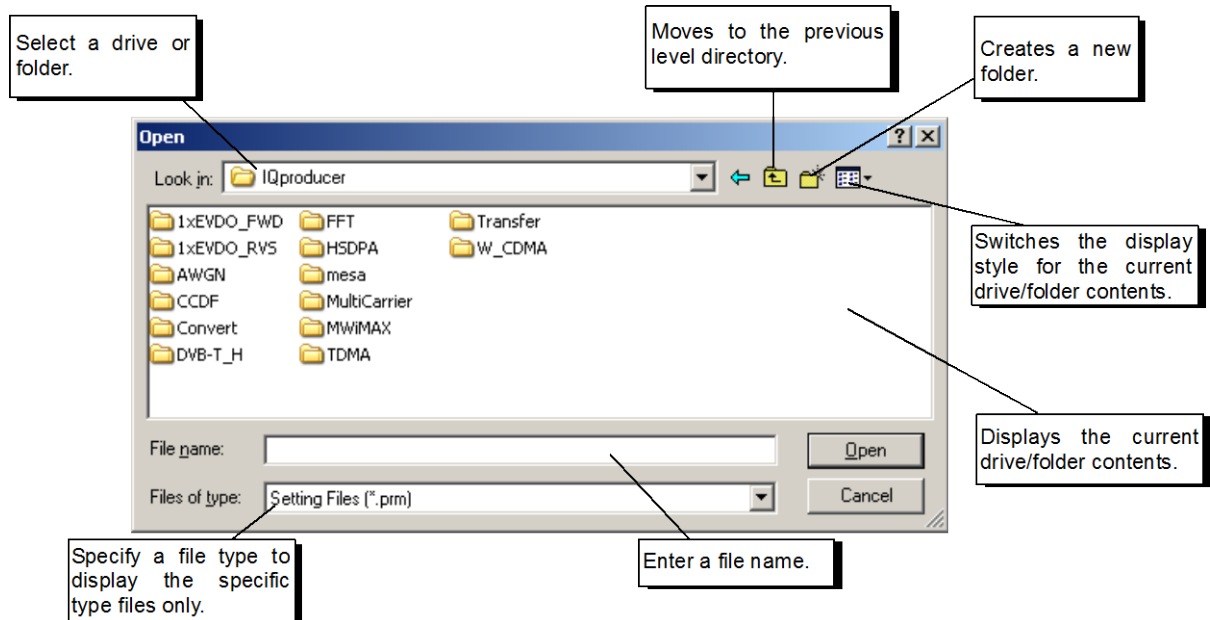 Select a drive or
folder.
Moves to the previous
level directory.
Creates a new
folder.
Open
Look in:
IQproducer
1xEVDO_FWD
1xEVDO_RVS
AWGN
CCDF
Convert
DVB-T_H
FFT
HSDPA
mesa
MultiCarrier
MWiMAX
TDMA
Transfer
W_CDMA
Switches the display
style for the current
drive/folder contents.
File name:
Open
Displays the current
drive/folder contents.
Files of type:
Setting Files (*.prm)
Cancel
Specify a file type to
display the specific
type files only.
Enter a file name.